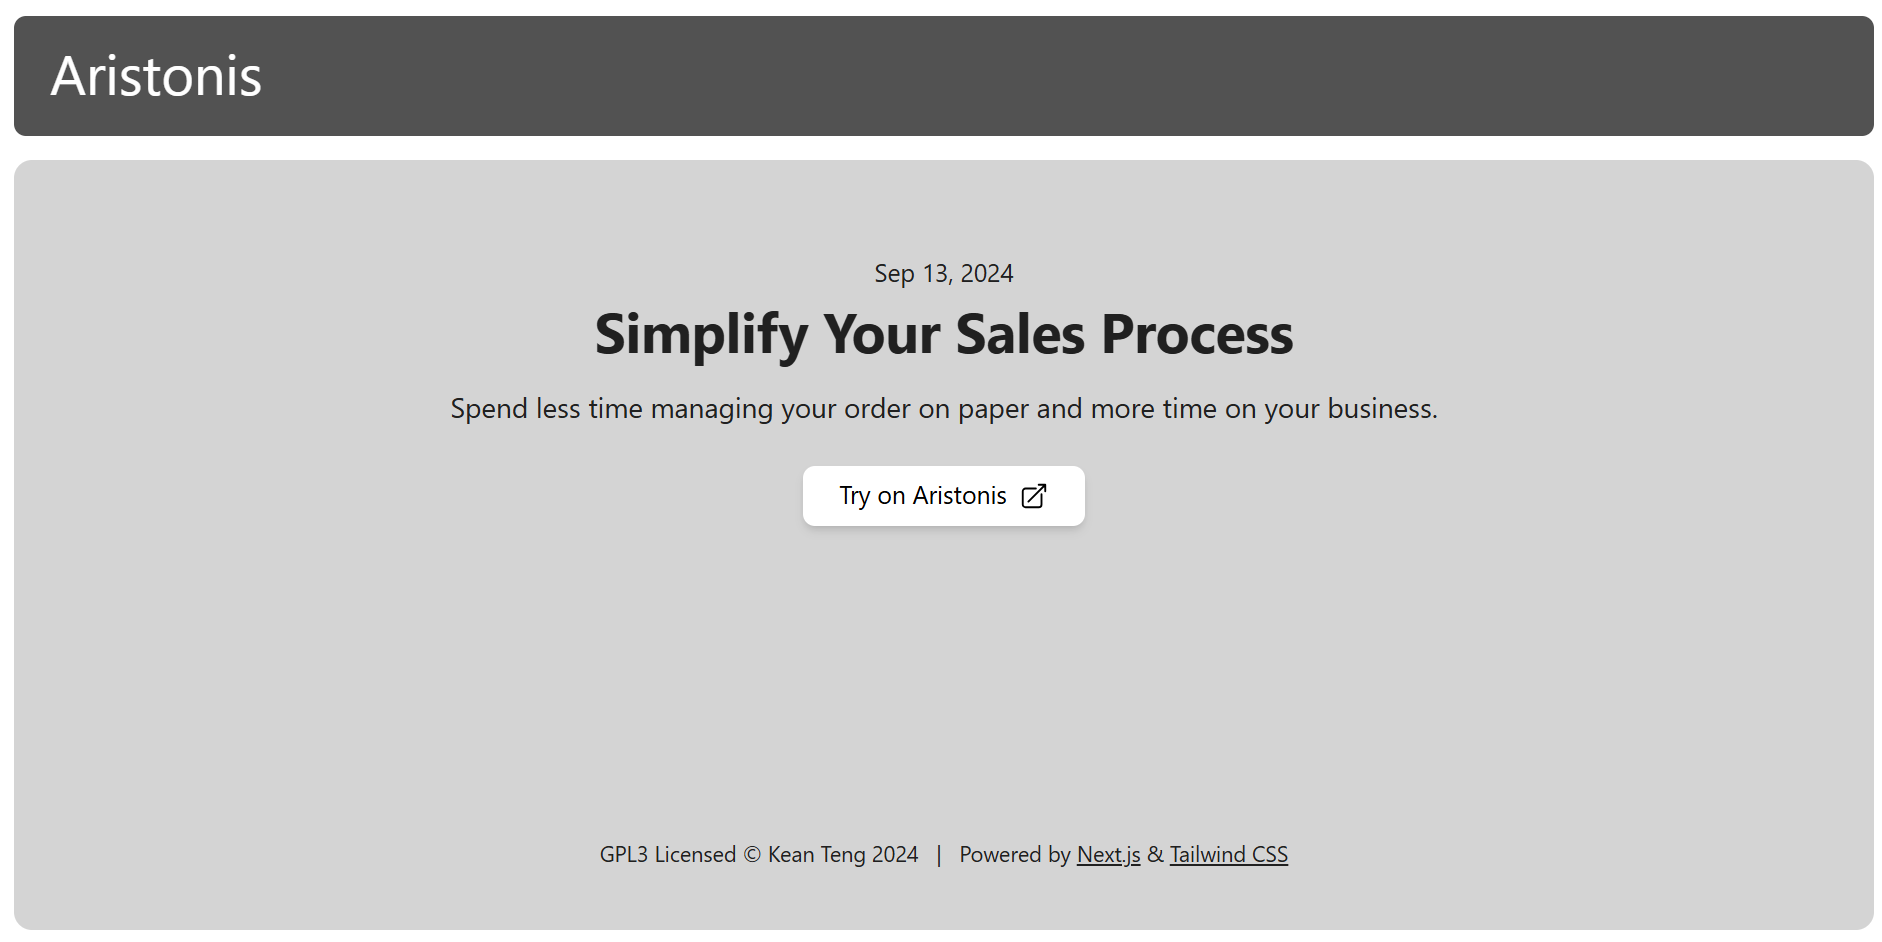 Aristonis
Sep 13, 2024
Simplify Your Sales Process
Spend less time managing your order on paper and more time on your business.
Try on Aristonis
GPL3 Licensed © Kean Teng 2024 | Powered by Next.js & Tailwind CSS